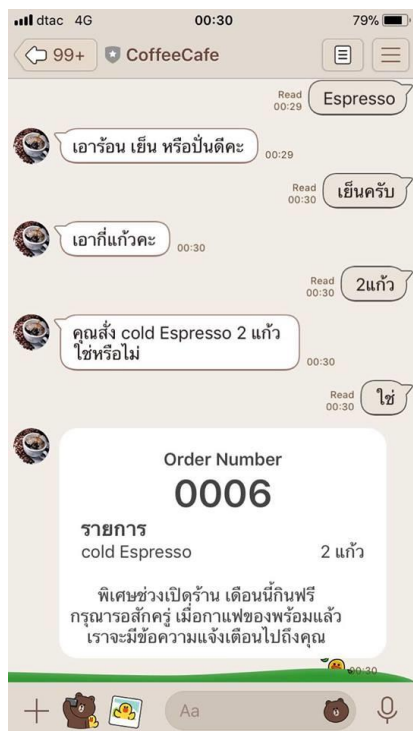 dtac 4G 00:30 79%
99+ CoffeeCafe
Espresso
Read
00:29
เอาร้อน เย็น หรือปั่นดีคะ
00:29
เย็นครับ
Read
00:30
เอากี่แก้วคะ
00:30
2แก้ว
Read
00:30
คุณสั่ง cold Espresso 2 แก้ว
ใช่หรือไม่
00:30
ใช่
Read
00:30
Order Number
0006
รายการ
cold Espresso 2 แก้ว
พิเศษช่วงเปิดร้าน เดือนนี้กินฟรี
กรุณารอสักครู่ เมื่อกาแฟของพร้อมแล้ว
เราจะมีข้อความแจ้งเตือนไปถึงคุณ
00:30
Aa